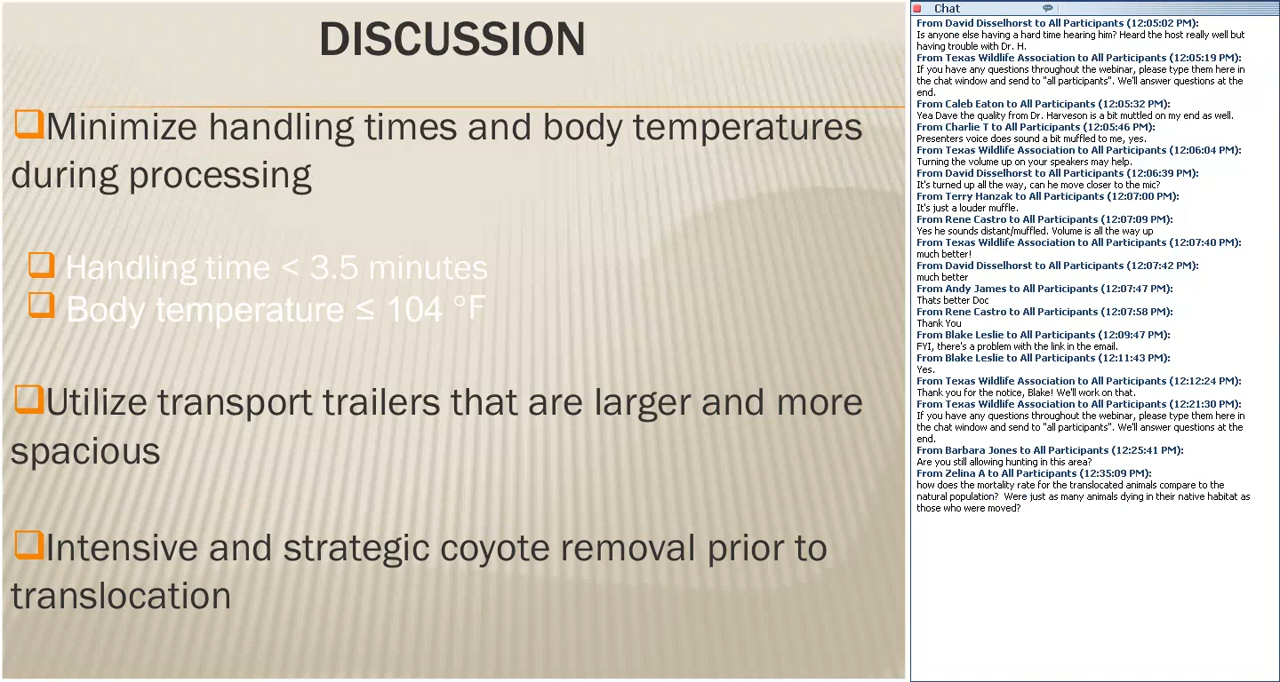 DISCUSSION
Minimize handling times and body temperatures
during processing
Handling time < 3.5 minutes
Body temperature ≤ 104 °F
Utilize transport trailers that are larger and more
spacious
Intensive and strategic coyote removal prior to
translocation
Chat
From David Disselhorst to All Participants (12:05:02 PM):
Is anyone else having a hard time hearing him? Heard the host really well but
having trouble with Dr. H.
From Texas Wildlife Association to All Participants (12:05:19 PM):
If you have any questions throughout the webinar, please type them here in
the chat window and send to "all participants". We'll answer questions at the
end.
From Caleb Eaton to All Participants (12:05:32 PM):
Yea Dave the quality from Dr. Harveson is a bit muttled on my end as well.
From Charlie T to All Participants (12:05:46 PM):
Presenters voice does sound a bit muffled to me, yes.
From Texas Wildlife Association to All Participants (12:06:04 PM):
Turning the volume up on your speakers may help.
From David Disselhorst to All Participants (12:06:39 PM):
It's turned up all the way, can he move closer to the mic?
From Terry Hanzak to All Participants (12:07:00 PM):
It's just a louder muffle.
From Rene Castro to All Participants (12:07:09 PM):
Yes he sounds distant/muffled. Volume is all the way up
From Texas Wildlife Association to All Participants (12:07:40 PM):
much better!
From David Disselhorst to All Participants (12:07:42 PM):
much better
From Andy James to All Participants (12:07:47 PM):
Thats better Doc
From Rene Castro to All Participants (12:07:58 PM):
Thank You
From Blake Leslie to All Participants (12:09:47 PM):
FYI, there's a problem with the link in the email.
From Blake Leslie to All Participants (12:11:43 PM):
Yes.
From Texas Wildlife Association to All Participants (12:12:24 PM):
Thank you for the notice, Blake! We'll work on that.
From Texas Wildlife Association to All Participants (12:21:30 PM):
If you have any questions throughout the webinar, please type them here in
the chat window and send to "all participants". We'll answer questions at the
end.
From Barbara Jones to All Participants (12:25:41 PM):
Are you still allowing hunting in this area?
From Zelina A to All Participants (12:35:09 PM):
how does the mortality rate for the translocated animals compare to the
natural population?  Were just as many animals dying in their native habitat as
those who were moved?